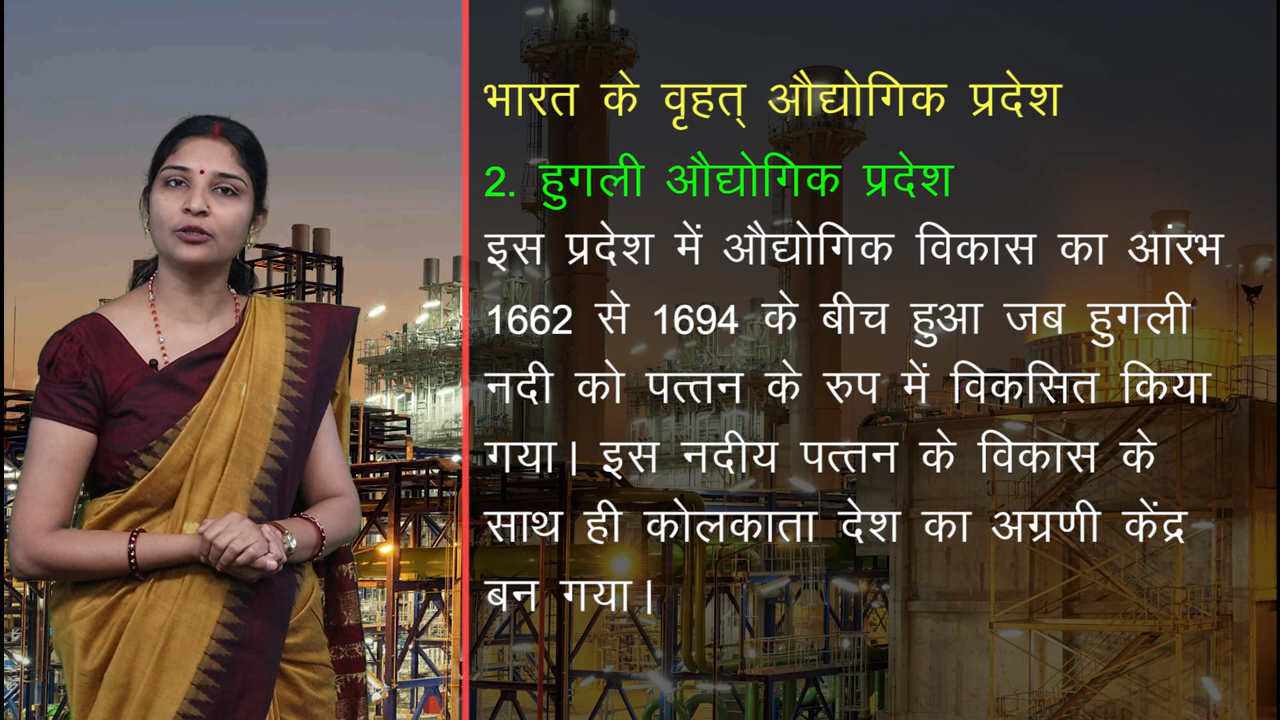 भारत के वृहत् औद्योगिक प्रदेश
2. हुगली औद्योगिक प्रदेश
इस प्रदेश में औद्योगिक विकास का आंरभ
1662 से 1694 के बीच हुआ जब हुगली
नदी को पत्तन के रुप में विकसित किया
गया। इस नदीय पत्तन के विकास के
साथ ही कोलकाता देश का अग्रणी केंद्र
बन गया।